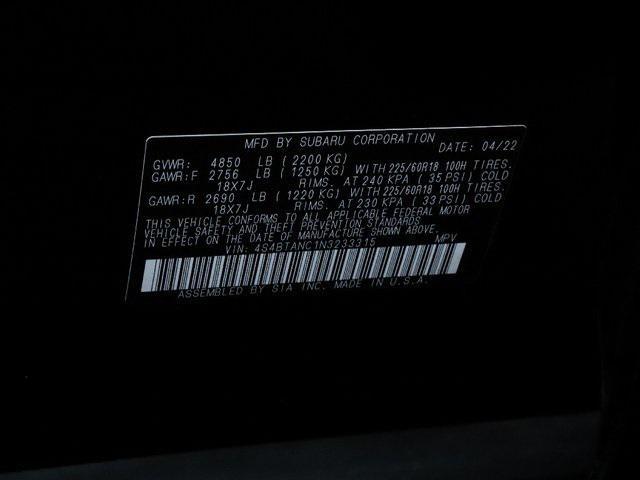 MFD BY SUBARU CORPORATION DATE: 04/22
GVWR: 4850 LB (2200 KG)
GAWR:F 2756 LB (1250 KG) WITH 225/60R18 100H TIRES.
18X7J RIMS. AT 240 KPA (35 PSI) COLD
GAWR:R 2690 LB (1220 KG) WITH 225/60R18 100H TIRES.
18X7J RIMS. AT 230 KPA (33 PSI) COLD
THIS VEHICLE CONFORMS TO ALL APPLICABLE FEDERAL MOTOR
VEHICLE SAFETY AND THEFT PREVENTION STANDARDS
IN EFFECT ON THE DATE OF MANUFACTURE SHOWN ABOVE.
VIN: 4S4BTANC1N3233315 MPV
ASSEMBLED BY SIA INC. MADE IN U.S.A.